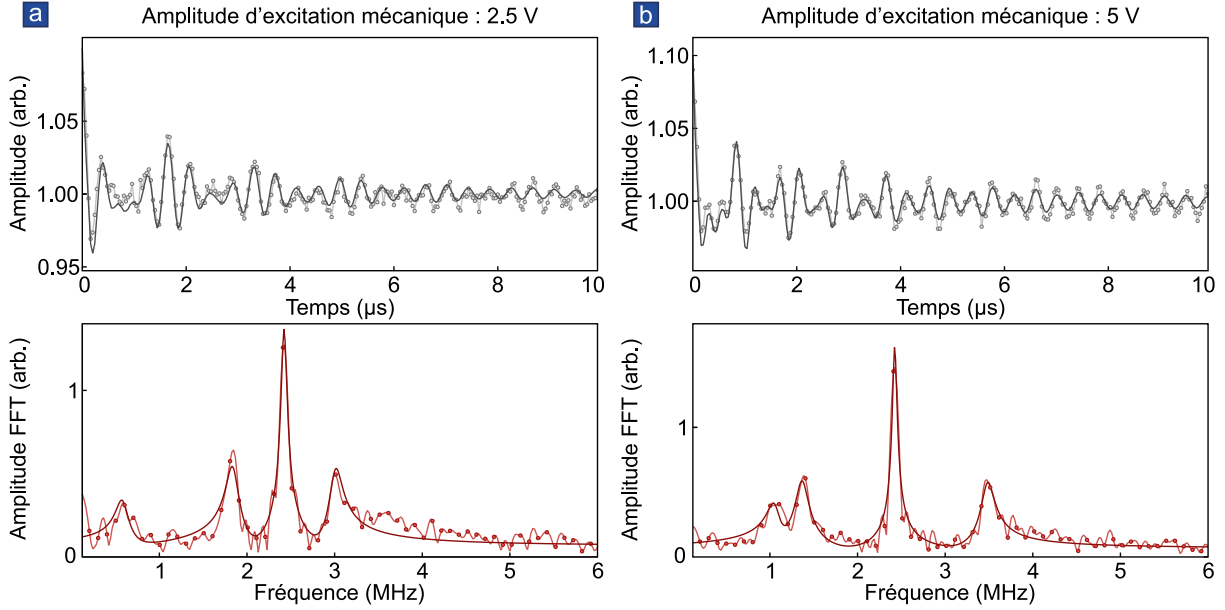 a
Amplitude d'excitation mécanique : 2.5 V
Amplitude (arb.)
1.05
1.00
0.95
0 2 4 6 8 10
Temps (µs)
Amplitude FFT (arb.)
1
0
1 2 3 4 5 6
Fréquence (MHz)
b
Amplitude d'excitation mécanique : 5 V
Amplitude (arb.)
1.10
1.05
1.00
0 2 4 6 8 10
Temps (µs)
Amplitude FFT (arb.)
1
0
1 2 3 4 5 6
Fréquence (MHz)